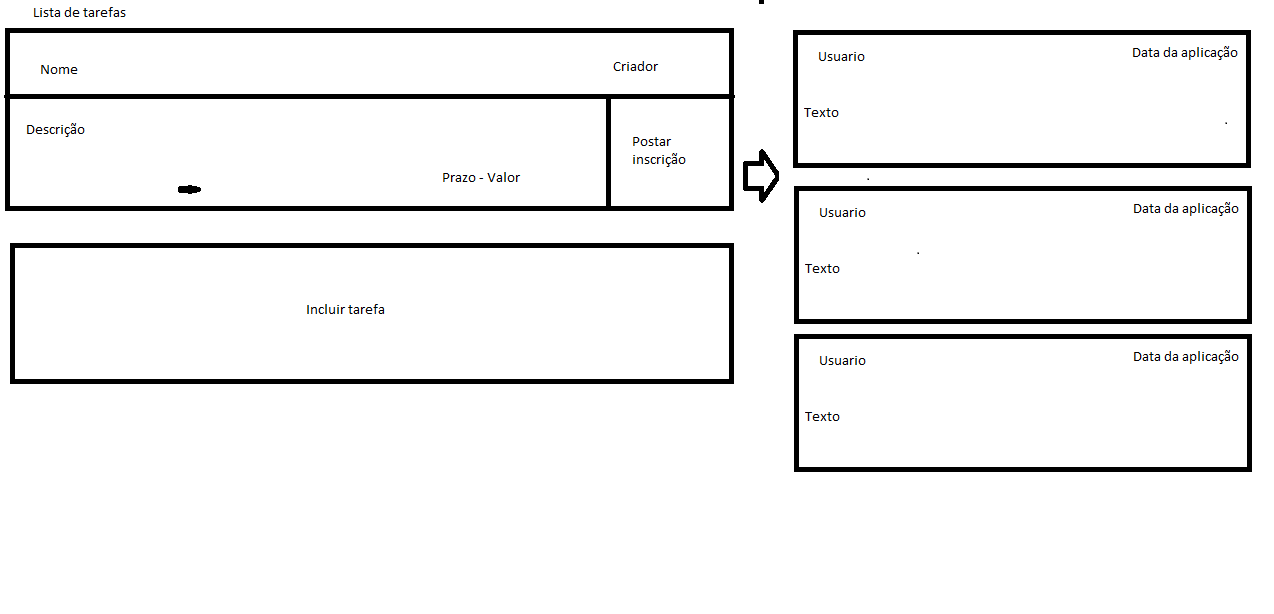 Lista de tarefas
Nome
Criador
Descrição
Prazo - Valor
Postar
inscrição
Incluir tarefa
Usuario
Data da aplicação
Texto
Usuario
Data da aplicação
Texto
Usuario
Data da aplicação
Texto